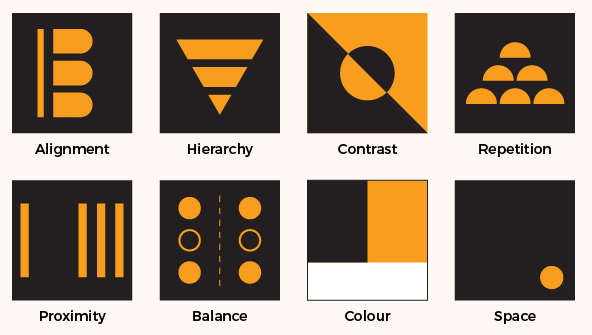 Alignment
Hierarchy
Contrast
Repetition
Proximity
Balance
Colour
Space